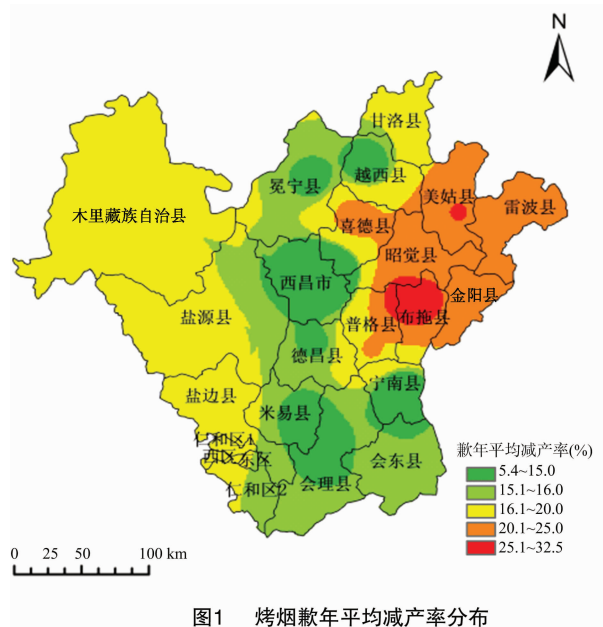 N
甘洛县
越西县
冕宁县
美姑县
雷波县
木里藏族自治县
喜德县
昭觉县
西昌市
金阳县
盐源县
普格县
布拖县
德昌县
宁南县
盐边县
米易县
仁和区1
西区
东区
会东县
会理县
仁和区2
歉年平均减产率(%)
5.4~15.0
15.1~16.0
16.1~20.0
20.1~25.0
25.1~32.5
0 25 50 100 km
图1 烤烟歉年平均减产率分布